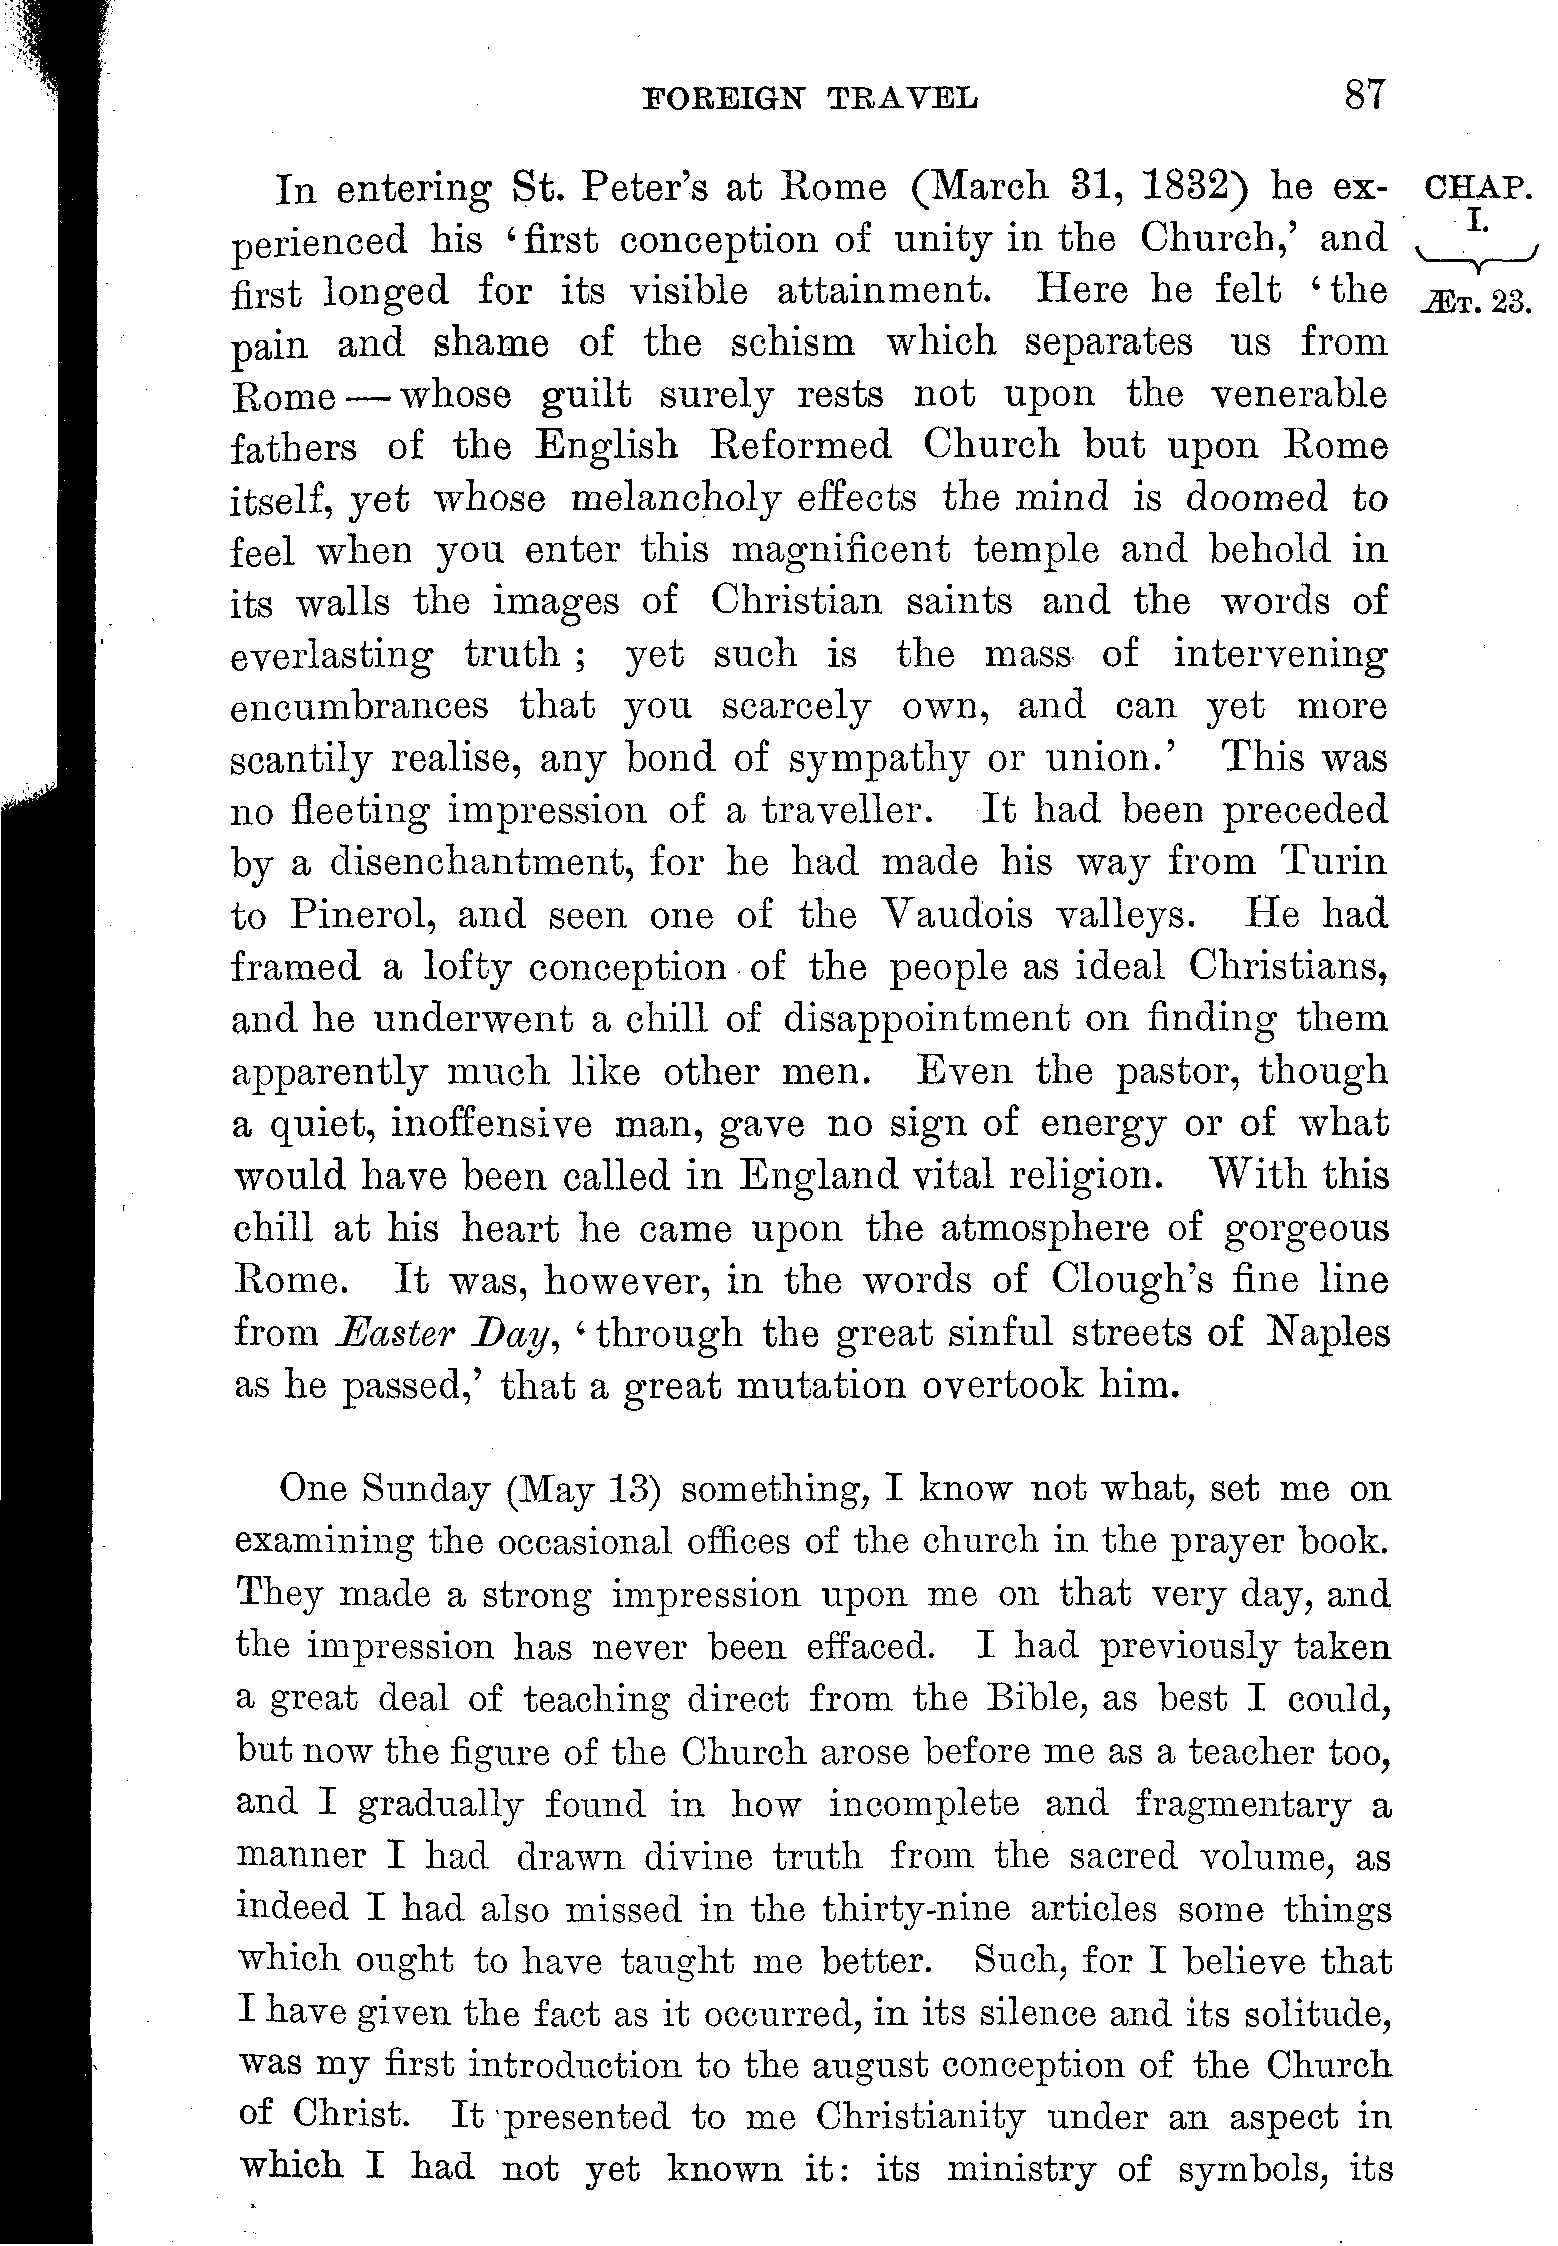 FOREIGN TRAVEL 87
CHAP.
I.
ÆT. 23.
In entering St. Peter's at Rome (March 31, 1832) he ex-
perienced his ‘first conception of unity in the Church,’ and
first longed for its visible attainment. Here he felt ‘the
pain and shame of the schism which separates us from
Rome—whose guilt surely rests not upon the venerable
fathers of the English Reformed Church but upon Rome
itself, yet whose melancholy effects the mind is doomed to
feel when you enter this magnificent temple and behold in
its walls the images of Christian saints and the words of
everlasting truth; yet such is the mass of intervening
encumbrances that you scarcely own, and can yet more
scantily realise, any bond of sympathy or union.’ This was
no fleeting impression of a traveller. It had been preceded
by a disenchantment, for he had made his way from Turin
to Pinerol, and seen one of the Vaudois valleys. He had
framed a lofty conception of the people as ideal Christians,
and he underwent a chill of disappointment on finding them
apparently much like other men. Even the pastor, though
a quiet, inoffensive man, gave no sign of energy or of what
would have been called in England vital religion. With this
chill at his heart he came upon the atmosphere of gorgeous
Rome. It was, however, in the words of Clough's fine line
from Easter Day, ‘through the great sinful streets of Naples
as he passed,’ that a great mutation overtook him.
One Sunday (May 13) something, I know not what, set me on
examining the occasional offices of the church in the prayer book.
They made a strong impression upon me on that very day, and
the impression has never been effaced. I had previously taken
a great deal of teaching direct from the Bible, as best I could,
but now the figure of the Church arose before me as a teacher too,
and I gradually found in how incomplete and fragmentary a
manner I had drawn divine truth from the sacred volume, as
indeed I had also missed in the thirty-nine articles some things
which ought to have taught me better. Such, for I believe that
I have given the fact as it occurred, in its silence and its solitude,
was my first introduction to the august conception of the Church
of Christ. It presented to me Christianity under an aspect in
which I had not yet known it: its ministry of symbols, its